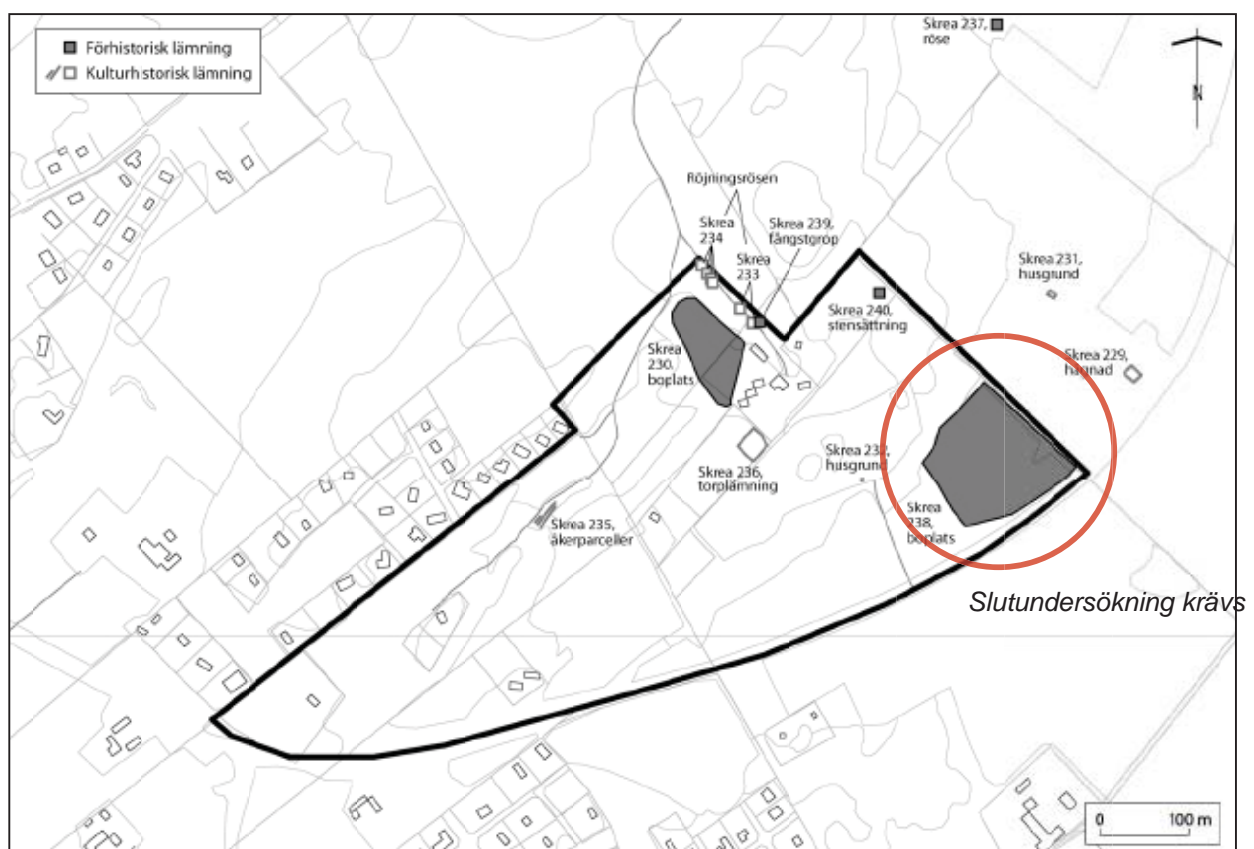 Förhistorisk lämning
Kulturhistorisk lämning
Skrea 237,
röse
N
Röjningsrösen
Skrea
234
Skrea 239,
fångstgrop
Skrea
233
Skrea 231,
husgrund
Skrea 240,
stensättning
Skrea 229,
hägnad
Skrea
230,
boplats
Skrea 236,
torplämning
Skrea 232,
husgrund
Skrea
238,
boplats
Skrea 235,
åkerparceller
Slutundersökning krävs
0 100 m